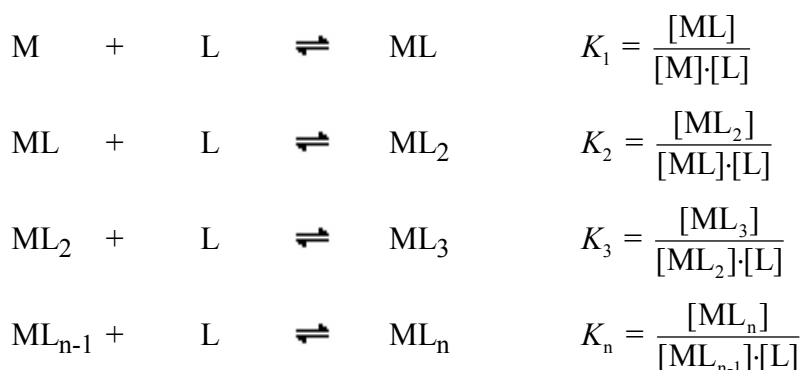 M + L ⇌ ML K₁ = [ML] / [M]·[L]
ML + L ⇌ ML₂ K₂ = [ML₂] / [ML]·[L]
ML₂ + L ⇌ ML₃ K₃ = [ML₃] / [ML₂]·[L]
MLₙ₋₁ + L ⇌ MLₙ Kₙ = [MLₙ] / [MLₙ₋₁]·[L]